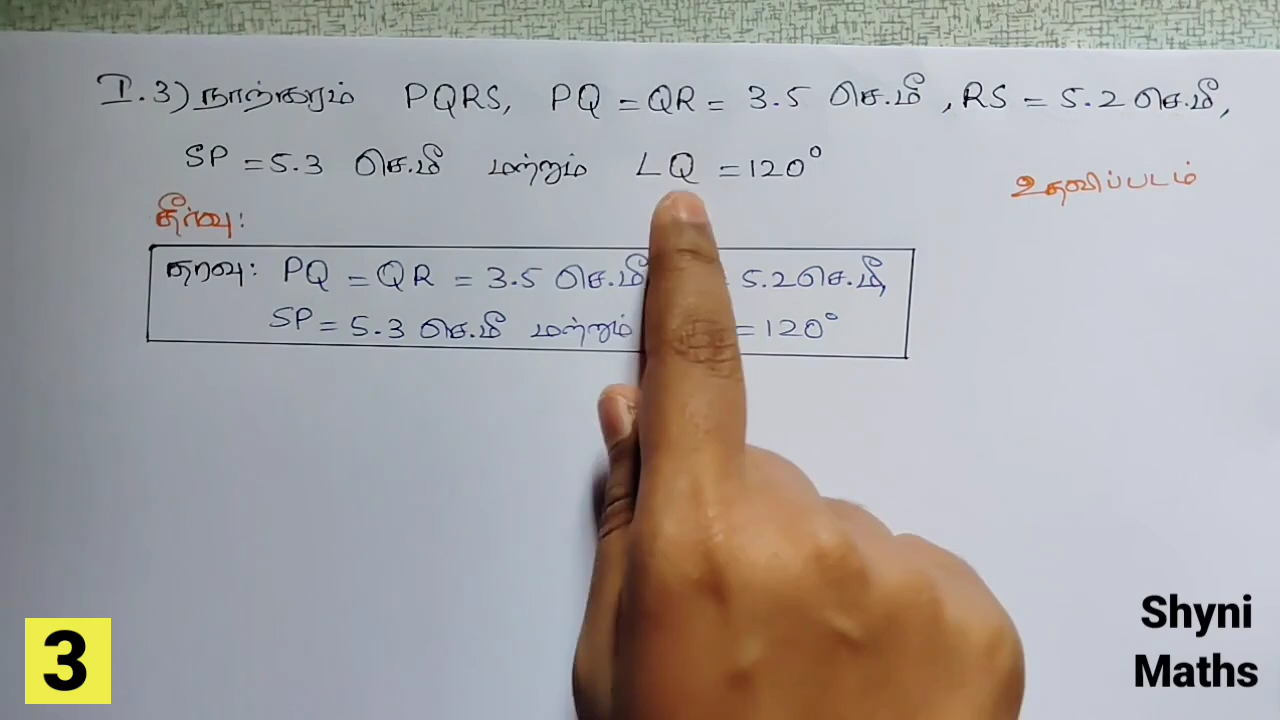 I.3) நாற்கரம் PQRS, PQ = QR = 3.5 செ.மீ, RS = 5.2 செ.மீ,
SP = 5.3 செ.மீ மற்றும் ∠Q = 120°
உதவிப்படம்
தீர்வு:
தரவு: PQ = QR = 3.5 செ.மீ = 5.2 செ.மீ,
SP = 5.3 செ.மீ மற்றும் = 120°
3
Shyni
Maths